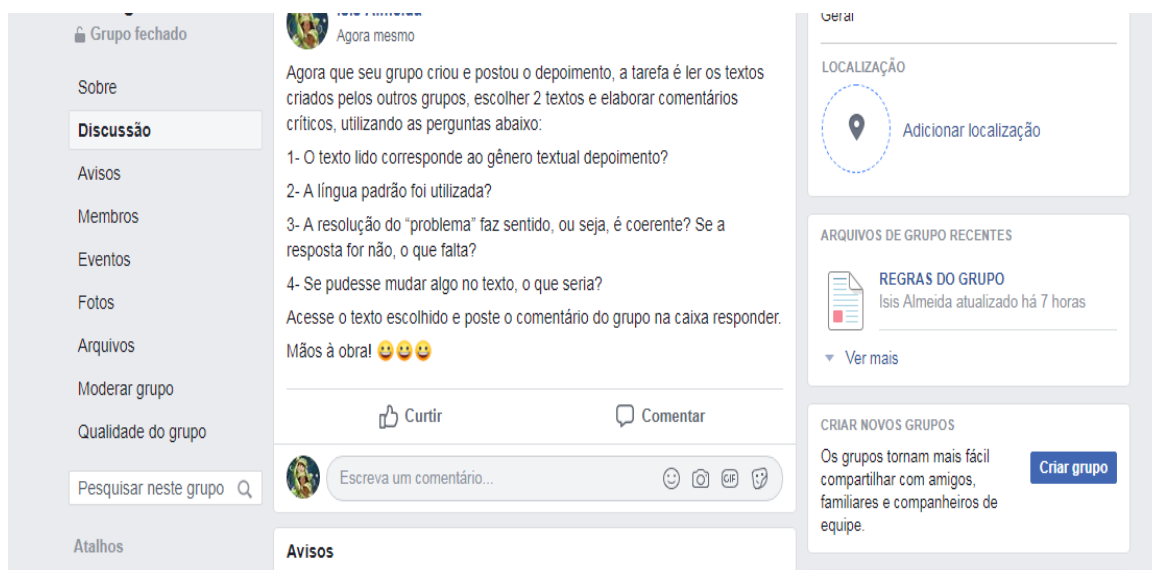 Grupo fechado
Sobre
Discussão
Avisos
Membros
Eventos
Fotos
Arquivos
Moderar grupo
Qualidade do grupo
Pesquisar neste grupo
Atalhos
Isis Almeida
Agora mesmo
Agora que seu grupo criou e postou o depoimento, a tarefa é ler os textos
criados pelos outros grupos, escolher 2 textos e elaborar comentários
críticos, utilizando as perguntas abaixo:
1- O texto lido corresponde ao gênero textual depoimento?
2- A língua padrão foi utilizada?
3- A resolução do “problema” faz sentido, ou seja, é coerente? Se a
resposta for não, o que falta?
4- Se pudesse mudar algo no texto, o que seria?
Acesse o texto escolhido e poste o comentário do grupo na caixa responder.
Mãos à obra! 😀😀😀
Curtir
Comentar
Escreva um comentário...
GIF
Avisos
Geral
LOCALIZAÇÃO
Adicionar localização
ARQUIVOS DE GRUPO RECENTES
REGRAS DO GRUPO
Isis Almeida atualizado há 7 horas
Ver mais
CRIAR NOVOS GRUPOS
Os grupos tornam mais fácil
compartilhar com amigos,
familiares e companheiros de
equipe.
Criar grupo